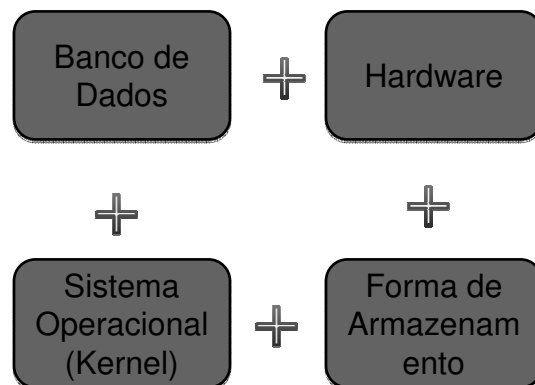 Banco de
Dados
Hardware
Sistema
Operacional
(Kernel)
Forma de
Armazenam
ento